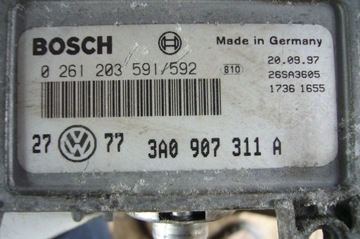 BOSCH
Made in Germany
0 261 203 591/592
810
20.09.97
26SA3605
1736 1655
27 77 3A0 907 311 A